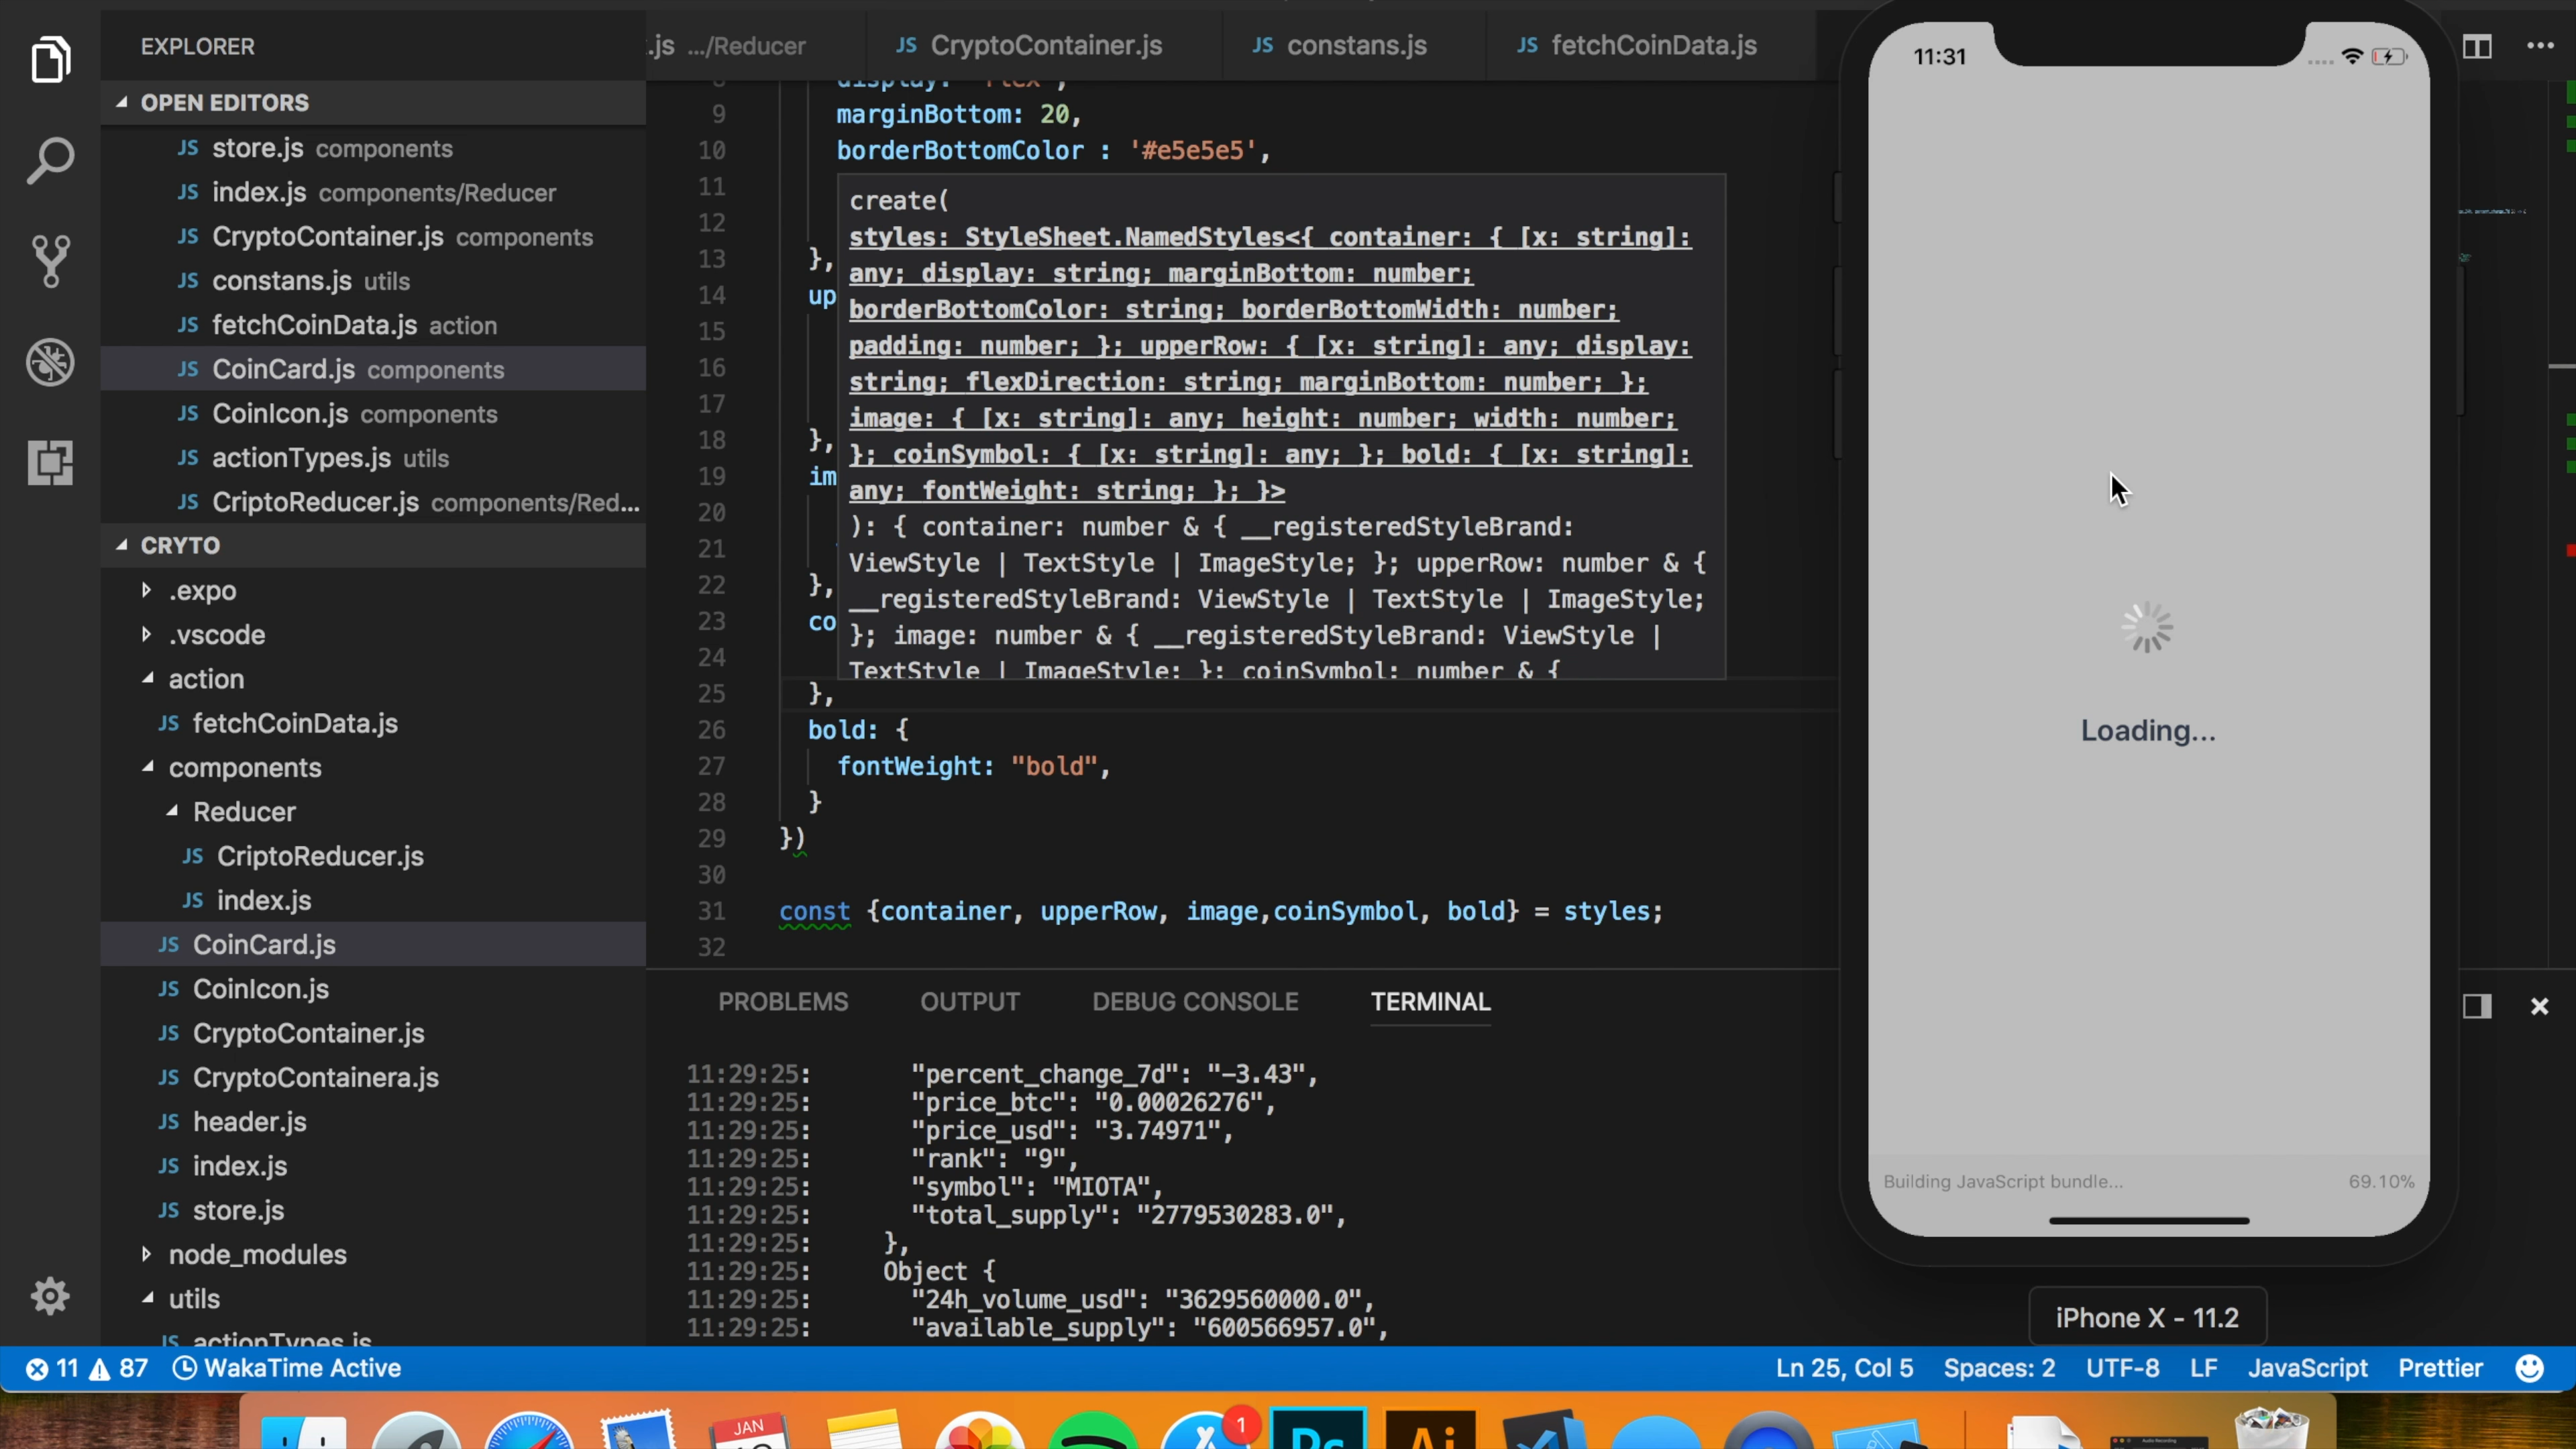 EXPLORER
OPEN EDITORS
JS store.js components
JS index.js components/Reducer
JS CryptoContainer.js components
JS constans.js utils
JS fetchCoinData.js action
JS CoinCard.js components
JS CoinIcon.js components
JS actionTypes.js utils
JS CriptoReducer.js components/Red...
CRYTO
.expo
.vscode
action
JS fetchCoinData.js
components
Reducer
JS CriptoReducer.js
JS index.js
JS CoinCard.js
JS CoinIcon.js
JS CryptoContainer.js
JS CryptoContainera.js
JS header.js
JS index.js
JS store.js
node_modules
utils
JS actionTypes.js
.js .../Reducer
JS CryptoContainer.js
JS constans.js
JS fetchCoinData.js
8 display: 'flex',
9 marginBottom: 20,
10 borderBottomColor : '#e5e5e5',
11
12
13 },
14 up
15
16
17
18 },
19 im
20
21
22 },
23 co
24
25 },
26 bold: {
27 fontWeight: "bold",
28 }
29 })
30
31 const {container, upperRow, image,coinSymbol, bold} = styles;
32
create(
styles: StyleSheet.NamedStyles<{ container: { [x: string]:
any; display: string; marginBottom: number;
borderBottomColor: string; borderBottomWidth: number;
padding: number; }; upperRow: { [x: string]: any; display:
string; flexDirection: string; marginBottom: number; };
image: { [x: string]: any; height: number; width: number;
}; coinSymbol: { [x: string]: any; }; bold: { [x: string]:
any; fontWeight: string; }; }>
): { container: number & { __registeredStyleBrand:
ViewStyle | TextStyle | ImageStyle; }; upperRow: number & {
__registeredStyleBrand: ViewStyle | TextStyle | ImageStyle;
}; image: number & { __registeredStyleBrand: ViewStyle |
TextStyle | ImageStyle; }; coinSymbol: number & {
PROBLEMS OUTPUT DEBUG CONSOLE TERMINAL
11:29:25: "percent_change_7d": "-3.43",
11:29:25: "price_btc": "0.00026276",
11:29:25: "price_usd": "3.74971",
11:29:25: "rank": "9",
11:29:25: "symbol": "MIOTA",
11:29:25: "total_supply": "2779530283.0",
11:29:25: },
11:29:25: Object {
11:29:25: "24h_volume_usd": "3629560000.0",
11:29:25: "available_supply": "600566957.0",
11:31
Loading...
Building JavaScript bundle... 69.10%
iPhone X - 11.2
11 87 WakaTime Active
Ln 25, Col 5 Spaces: 2 UTF-8 LF JavaScript Prettier
JAN
1
Ps
Ai